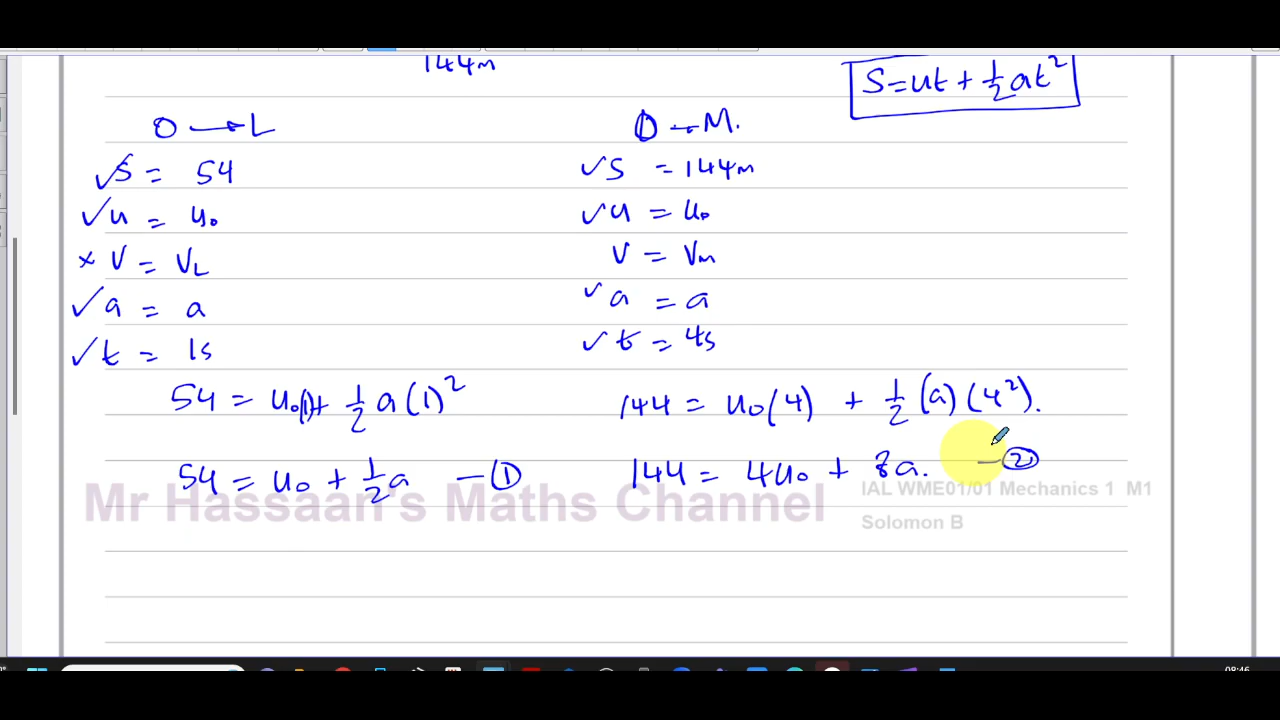 144m
S=ut+½at²
O → L
✓S = 54
✓u = u₀
× V = V_L
✓a = a
✓t = 1s
O → M.
✓S = 144m
✓u = u₀
V = V_M
✓a = a
✓t = 4s
54 = u₀(1)+ ½a(1)²
54 = u₀ + ½a —①
144 = u₀(4) + ½(a)(4²).
144 = 4u₀ + 8a. —②
Mr Hassaan's Maths Channel
IAL WME01/01 Mechanics 1 M1
Solomon B
08:46